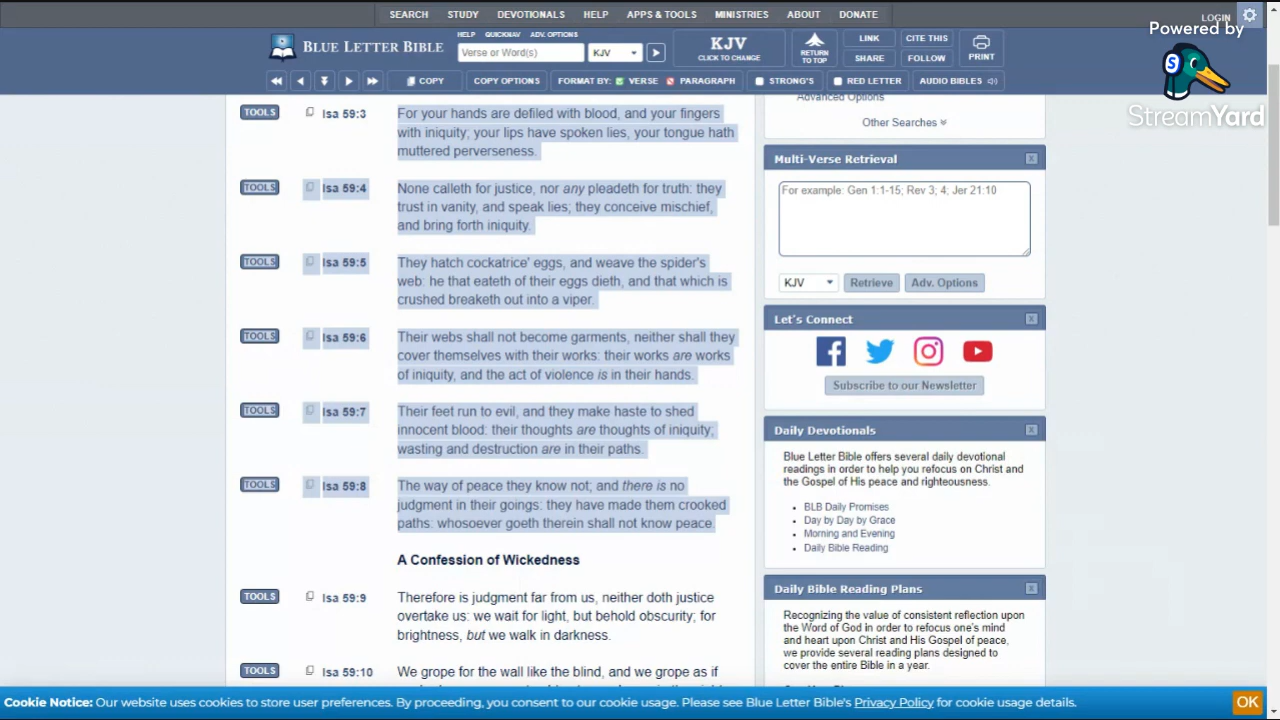 SEARCH STUDY DEVOTIONALS HELP APPS & TOOLS MINISTRIES ABOUT DONATE
LOGIN
Powered by
StreamYard
BLUE LETTER BIBLE
HELP QUICKNAV ADV. OPTIONS
Verse or Word(s) KJV
KJV
CLICK TO CHANGE
RETURN
TO TOP
LINK CITE THIS
SHARE FOLLOW
PRINT
COPY COPY OPTIONS FORMAT BY: VERSE PARAGRAPH STRONG'S RED LETTER AUDIO BIBLES
TOOLS Isa 59:3 For your hands are defiled with blood, and your fingers
with iniquity; your lips have spoken lies, your tongue hath
muttered perverseness.
TOOLS Isa 59:4 None calleth for justice, nor any pleadeth for truth: they
trust in vanity, and speak lies; they conceive mischief,
and bring forth iniquity.
TOOLS Isa 59:5 They hatch cockatrice' eggs, and weave the spider's
web: he that eateth of their eggs dieth, and that which is
crushed breaketh out into a viper.
TOOLS Isa 59:6 Their webs shall not become garments, neither shall they
cover themselves with their works: their works are works
of iniquity, and the act of violence is in their hands.
TOOLS Isa 59:7 Their feet run to evil, and they make haste to shed
innocent blood: their thoughts are thoughts of iniquity;
wasting and destruction are in their paths.
TOOLS Isa 59:8 The way of peace they know not; and there is no
judgment in their goings: they have made them crooked
paths: whosoever goeth therein shall not know peace.
A Confession of Wickedness
TOOLS Isa 59:9 Therefore is judgment far from us, neither doth justice
overtake us: we wait for light, but behold obscurity; for
brightness, but we walk in darkness.
TOOLS Isa 59:10 We grope for the wall like the blind, and we grope as if
Advanced Options
Other Searches
Multi-Verse Retrieval
For example: Gen 1:1-15; Rev 3; 4; Jer 21:10
KJV Retrieve Adv. Options
Let's Connect
Subscribe to our Newsletter
Daily Devotionals
Blue Letter Bible offers several daily devotional
readings in order to help you refocus on Christ and
the Gospel of His peace and righteousness.
BLB Daily Promises
Day by Day by Grace
Morning and Evening
Daily Bible Reading
Daily Bible Reading Plans
Recognizing the value of consistent reflection upon
the Word of God in order to refocus one's mind
and heart upon Christ and His Gospel of peace,
we provide several reading plans designed to
cover the entire Bible in a year.
Cookie Notice: Our website uses cookies to store user preferences. By proceeding, you consent to our cookie usage. Please see Blue Letter Bible's Privacy Policy for cookie usage details. OK